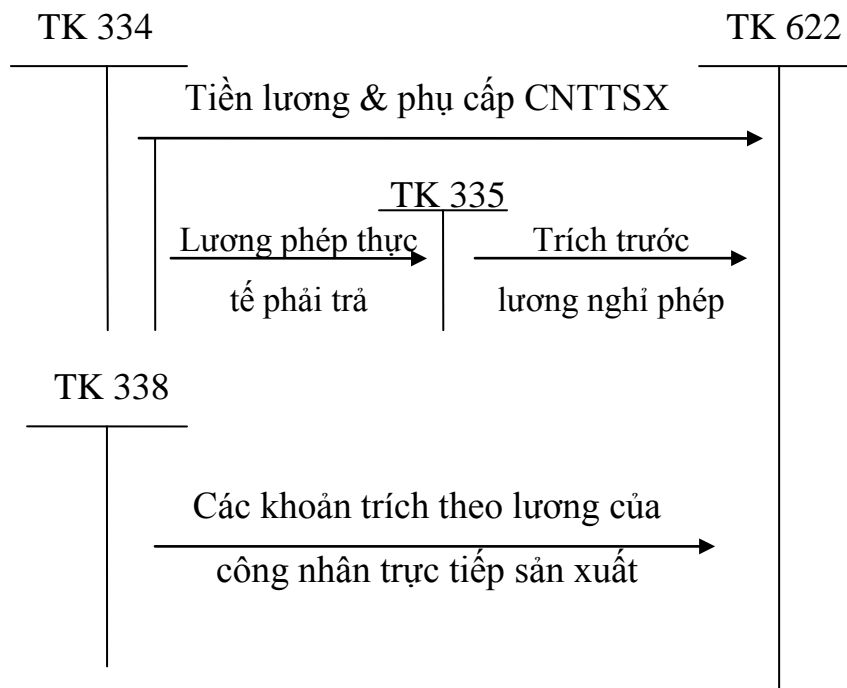 TK 334
TK 622
Tiền lương & phụ cấp CNTTSX
TK 335
Lương phép thực
tế phải trả
Trích trước
lương nghỉ phép
TK 338
Các khoản trích theo lương của
công nhân trực tiếp sản xuất